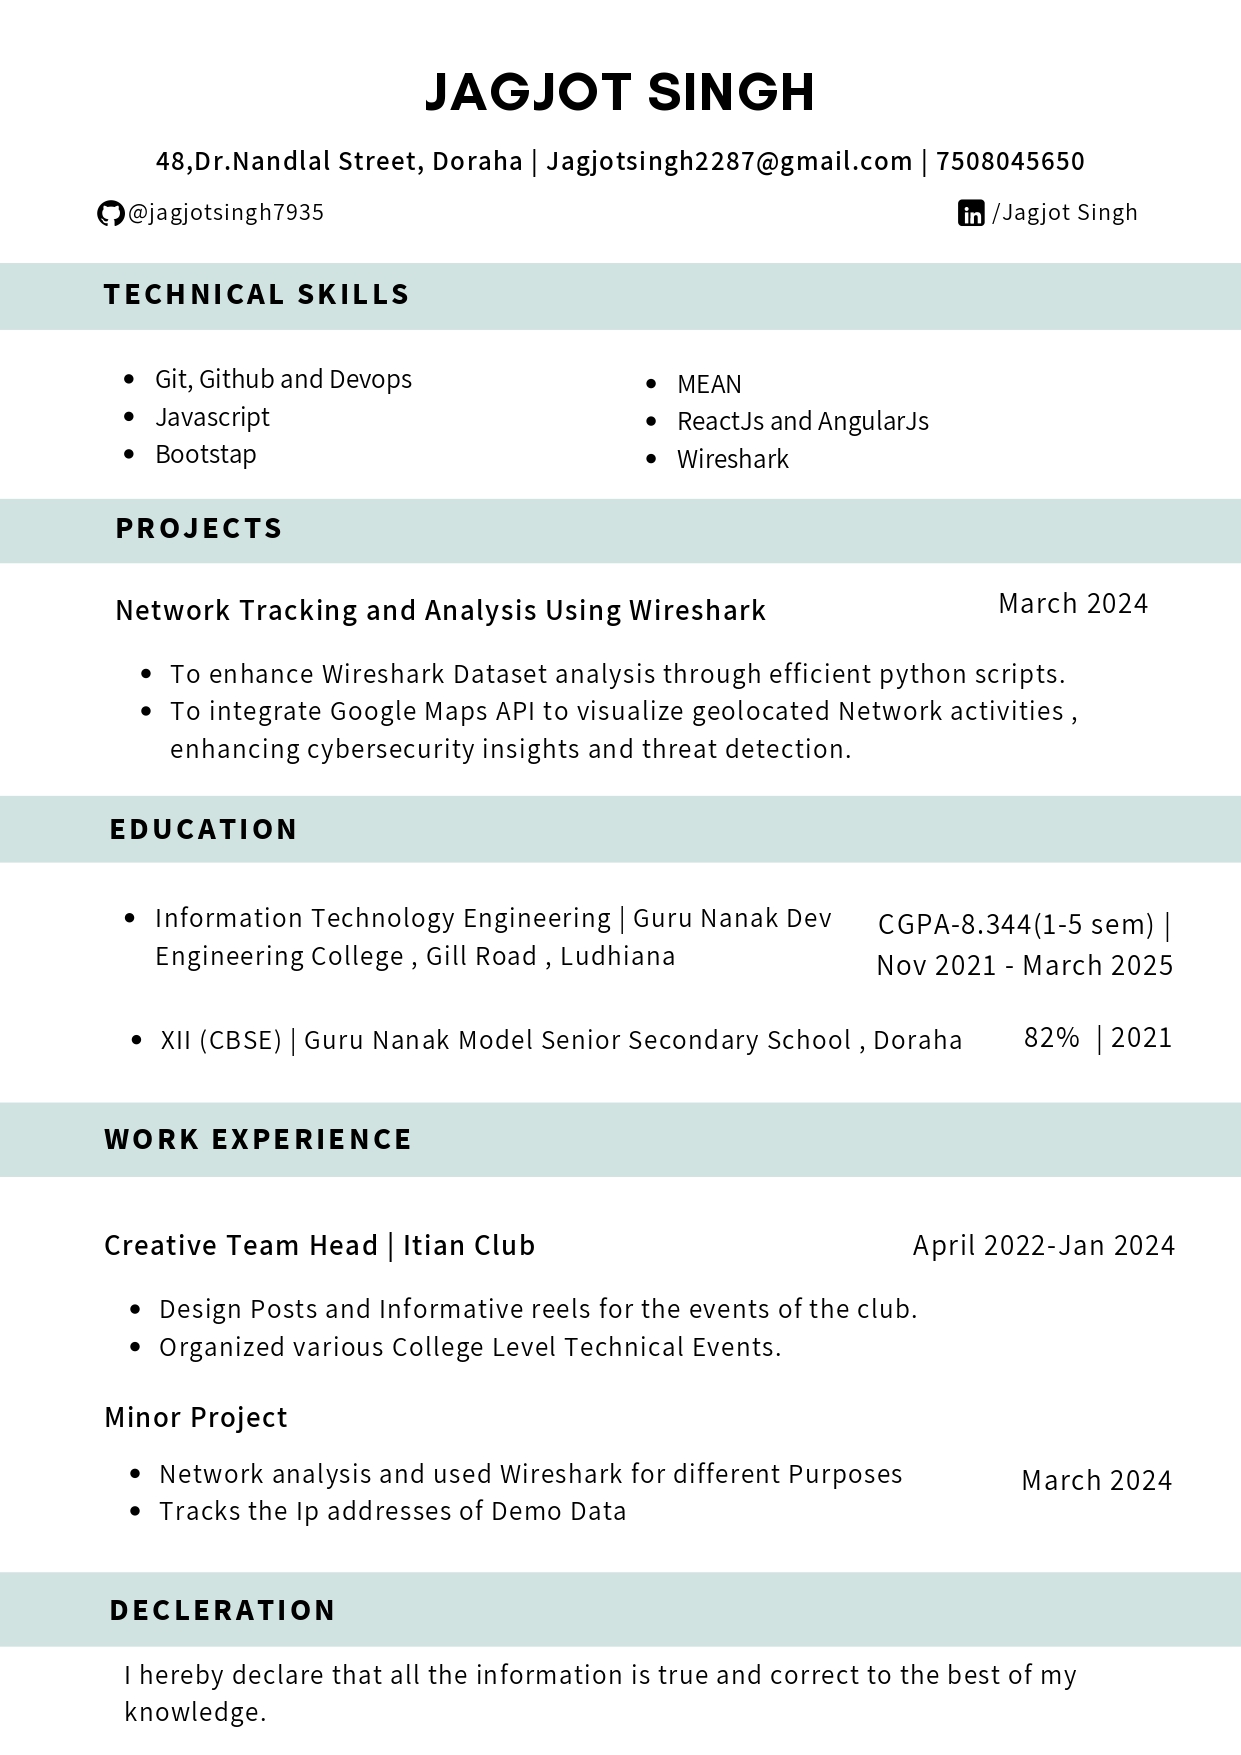 JAGJOT SINGH
48,Dr.Nandlal Street, Doraha | Jagjotsingh2287@gmail.com | 7508045650
@jagjotsingh7935
/Jagjot Singh
TECHNICAL SKILLS
Git, Github and Devops
Javascript
Bootstap
MEAN
ReactJs and AngularJs
Wireshark
PROJECTS
Network Tracking and Analysis Using Wireshark
March 2024
To enhance Wireshark Dataset analysis through efficient python scripts.
To integrate Google Maps API to visualize geolocated Network activities ,
enhancing cybersecurity insights and threat detection.
EDUCATION
Information Technology Engineering | Guru Nanak Dev
Engineering College , Gill Road , Ludhiana
CGPA-8.344(1-5 sem) |
Nov 2021 - March 2025
XII (CBSE) | Guru Nanak Model Senior Secondary School , Doraha
82% | 2021
WORK EXPERIENCE
Creative Team Head | Itian Club
April 2022-Jan 2024
Design Posts and Informative reels for the events of the club.
Organized various College Level Technical Events.
Minor Project
Network analysis and used Wireshark for different Purposes
March 2024
Tracks the Ip addresses of Demo Data
DECLERATION
I hereby declare that all the information is true and correct to the best of my
knowledge.